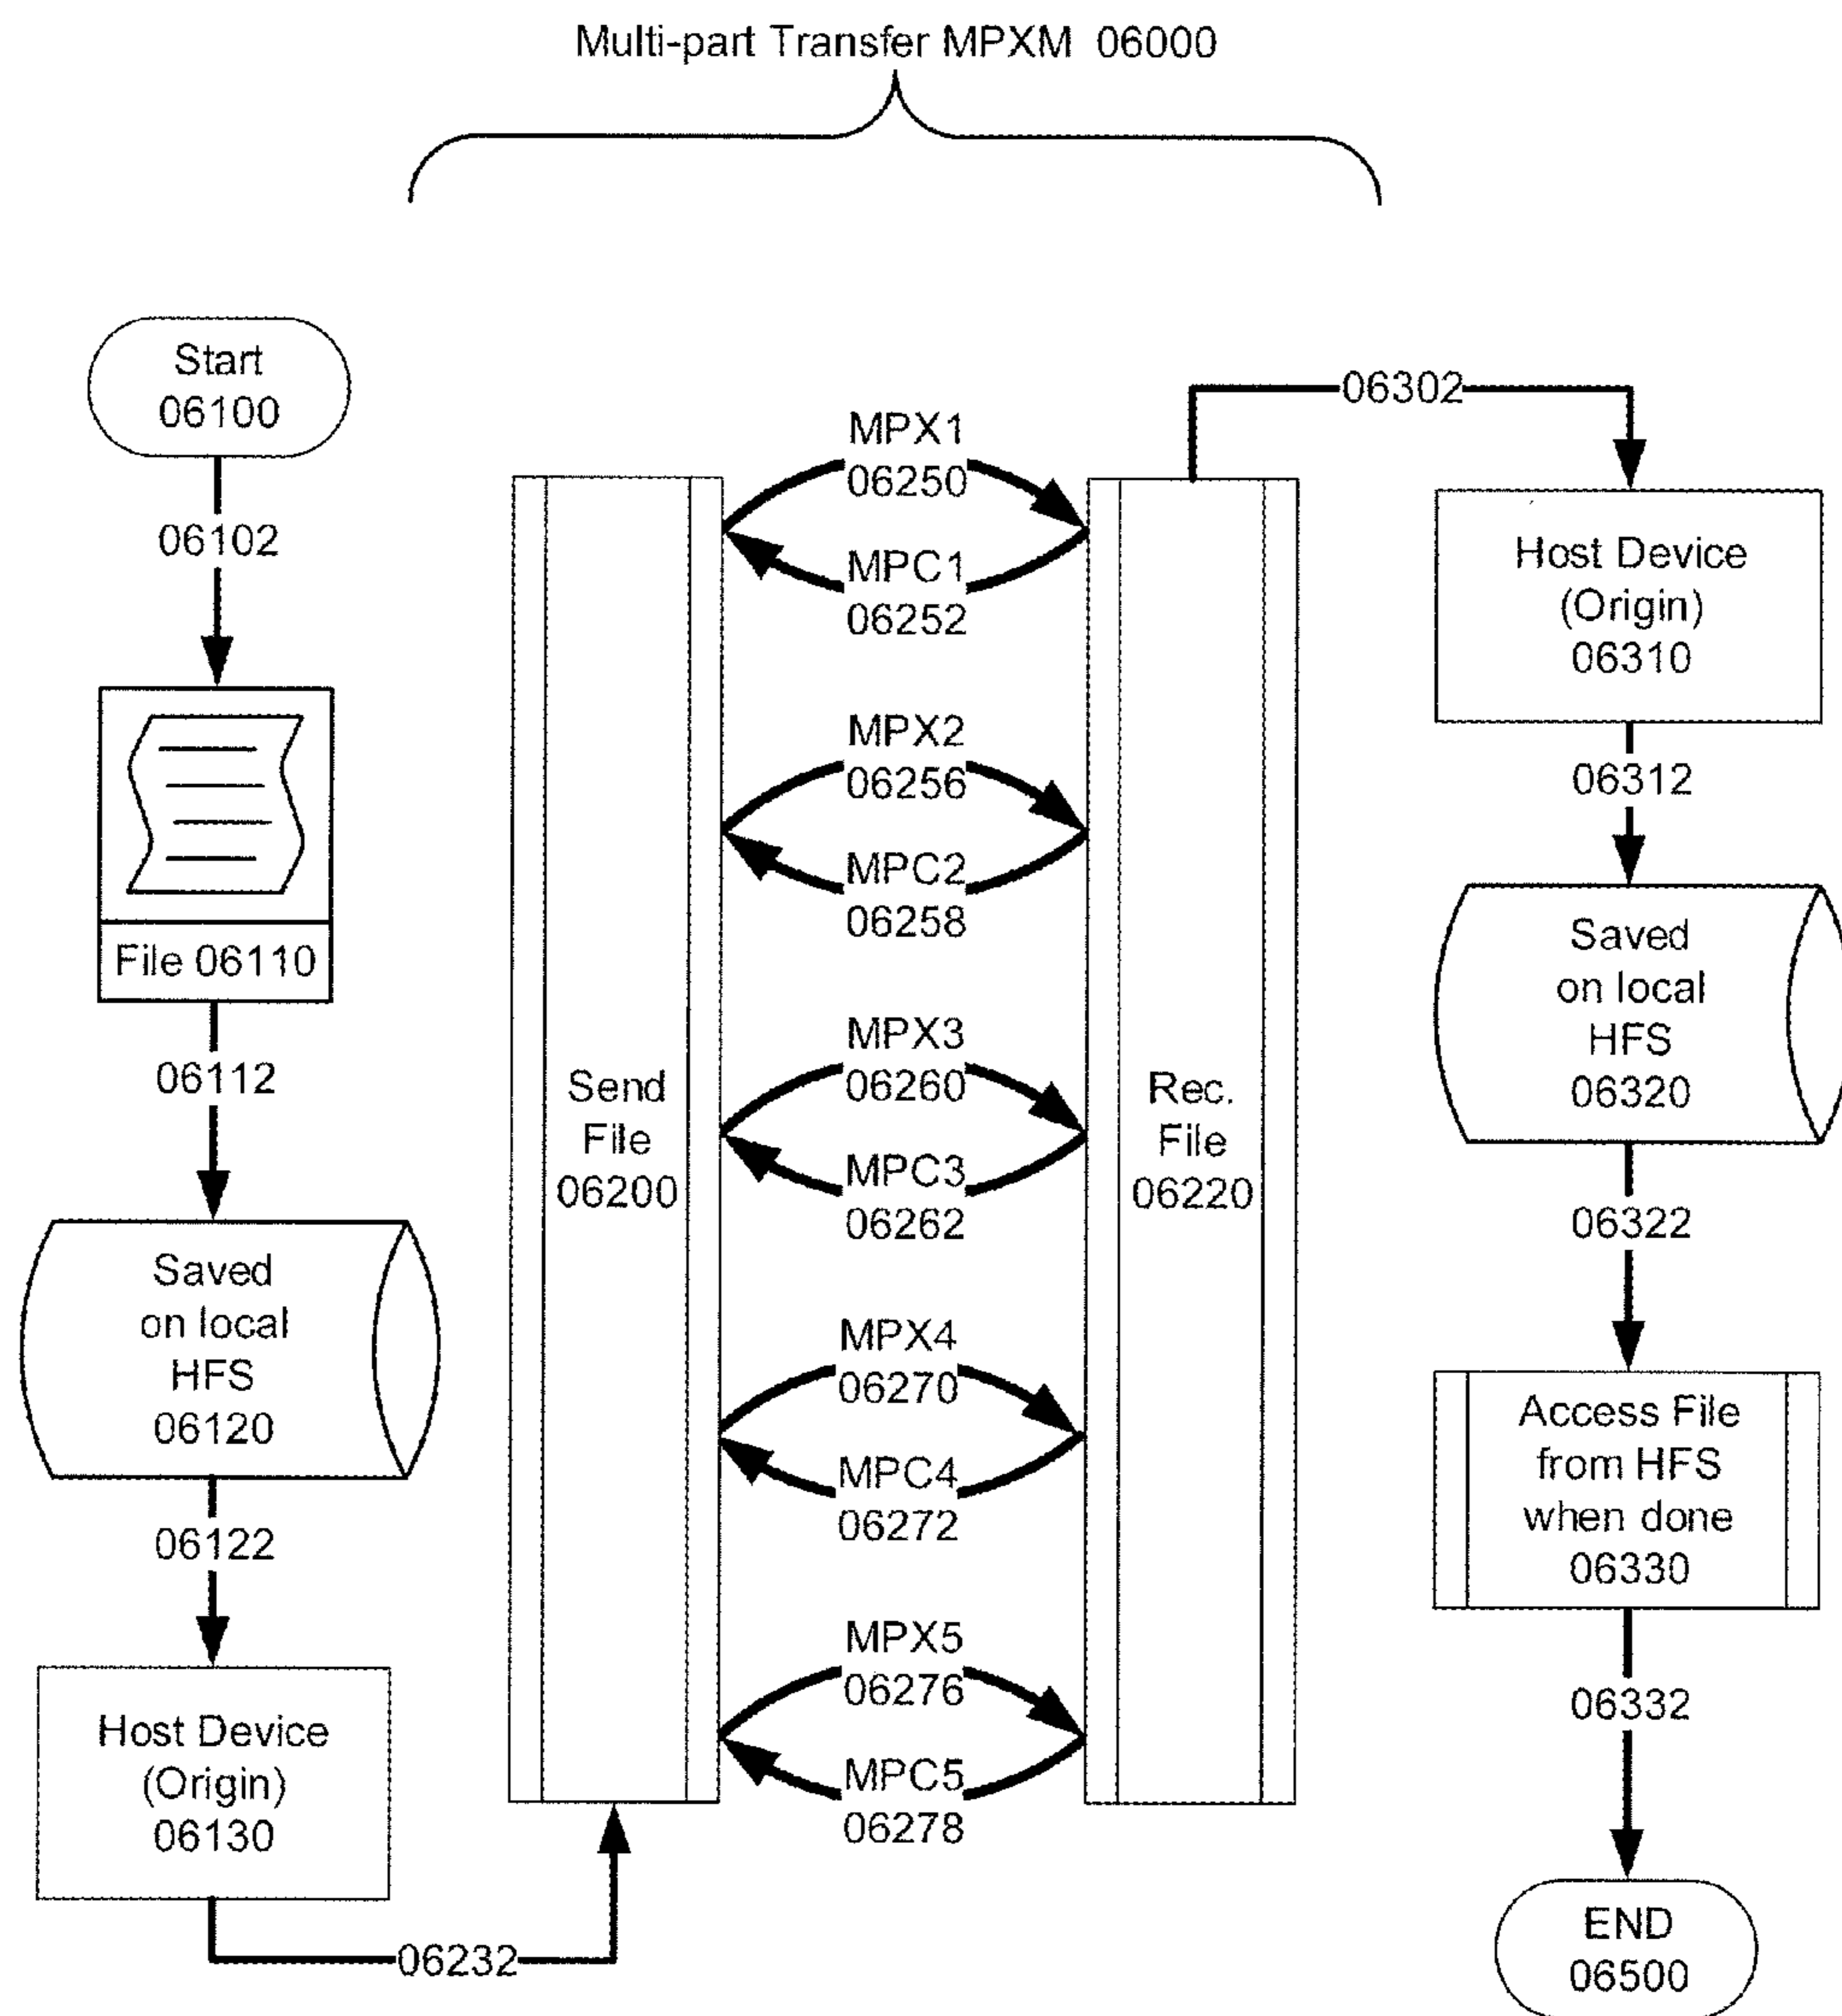 Multi-part Transfer MPXM 06000
Start
06100
06102
File 06110
06112
Saved
on local
HFS
06120
06122
Host Device
(Origin)
06130
06232
Send
File
06200
MPX1
06250
MPC1
06252
MPX2
06256
MPC2
06258
MPX3
06260
MPC3
06262
MPX4
06270
MPC4
06272
MPX5
06276
MPC5
06278
Rec.
File
06220
06302
Host Device
(Origin)
06310
06312
Saved
on local
HFS
06320
06322
Access File
from HFS
when done
06330
06332
END
06500